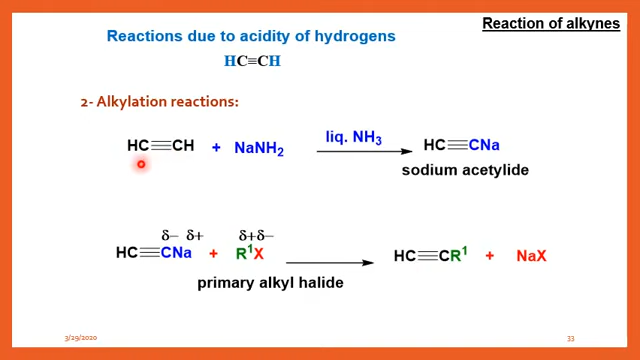 Reaction of alkynes
Reactions due to acidity of hydrogens
HC≡CH
2- Alkylation reactions:
HC≡CH + NaNH₂ liq. NH₃ HC≡CNa
sodium acetylide
δ− δ+ δ+δ−
HC≡CNa + R¹X HC≡CR¹ + NaX
primary alkyl halide
3/29/2020 33